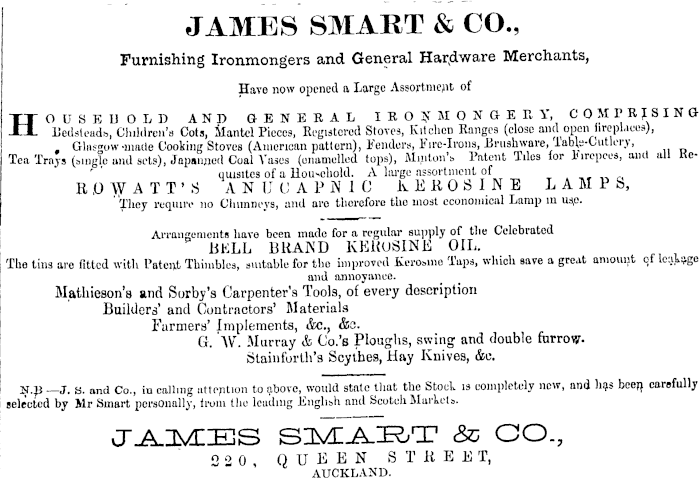 JAMES SMART & CO.,
Furnishing Ironmongers and General Hardware Merchants,
Have now opened a Large Assortment of
HOUSEHOLD AND GENERAL IRONMONGERY, COMPRISING
Bedsteads, Children's Cots, Mantel Pieces, Registered Stoves, Kitchen Ranges (close and open fireplaces),
Glasgow-made Cooking Stoves (American pattern), Fenders, Fire-Irons, Brushware, Table-Cutlery,
Tea Trays (single and sets), Japanned Coal Vases (enamelled tops), Minton's Patent Tiles for Firepces, and all Re-
quisites of a Household. A large assortment of
ROWATT'S ANUCAPNIC KEROSINE LAMPS,
They require no Chimneys, and are therefore the most economical Lamp in use.
Arrangements have been made for a regular supply of the Celebrated
BELL BRAND KEROSINE OIL.
The tins are fitted with Patent Thimbles, suitable for the improved Kerosine Taps, which save a great amount of leakage
and annoyance.
Mathieson's and Sorby's Carpenter's Tools, of every description
Builders' and Contractors' Materials
Farmers' Implements, &c., &c.
G. W. Murray & Co.'s Ploughs, swing and double furrow.
Stainforth's Scythes, Hay Knives, &c.
N.B—J. S. and Co., in calling attention to above, would state that the Stock is completely new, and has been carefully
selected by Mr Smart personally, from the leading English and Scotch Markets.
JAMES SMART & CO.,
220, QUEEN STREET,
AUCKLAND.